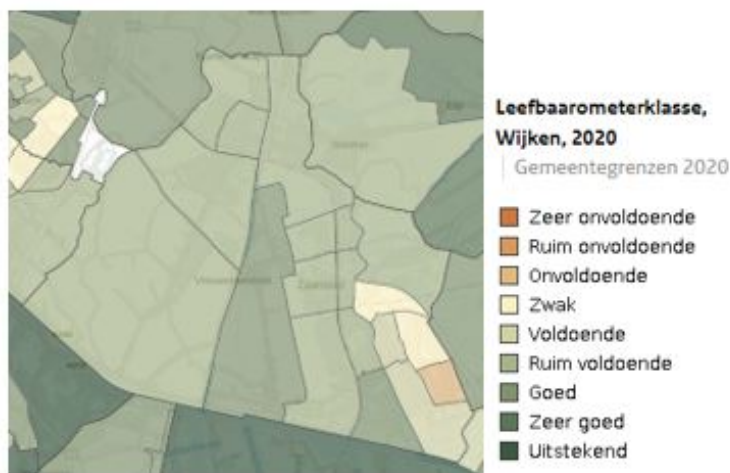 Leefbaarometerklasse,
Wijken, 2020
Gemeentegrenzen 2020
Zeer onvoldoende
Ruim onvoldoende
Onvoldoende
Zwak
Voldoende
Ruim voldoende
Goed
Zeer goed
Uitstekend